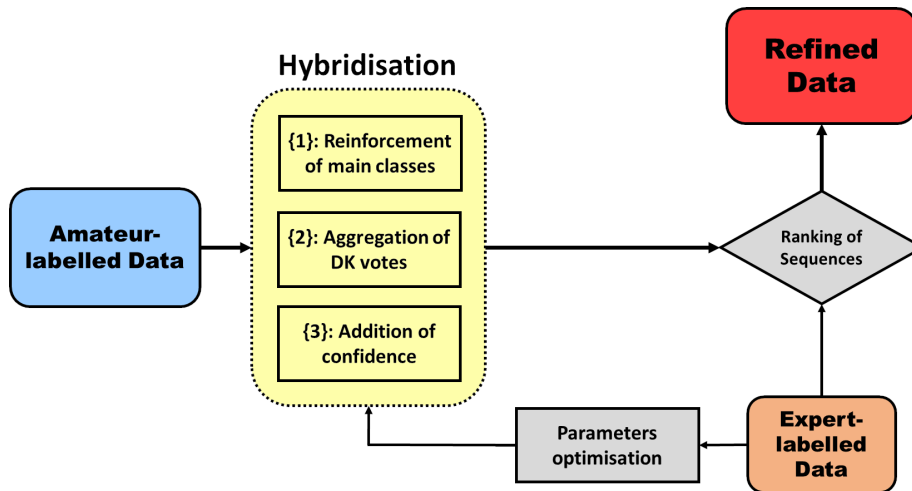 Hybridisation
{1}: Reinforcement
of main classes
{2}: Aggregation of
DK votes
{3}: Addition of
confidence
Amateur-
labelled Data
Refined
Data
Ranking of
Sequences
Parameters
optimisation
Expert-
labelled
Data